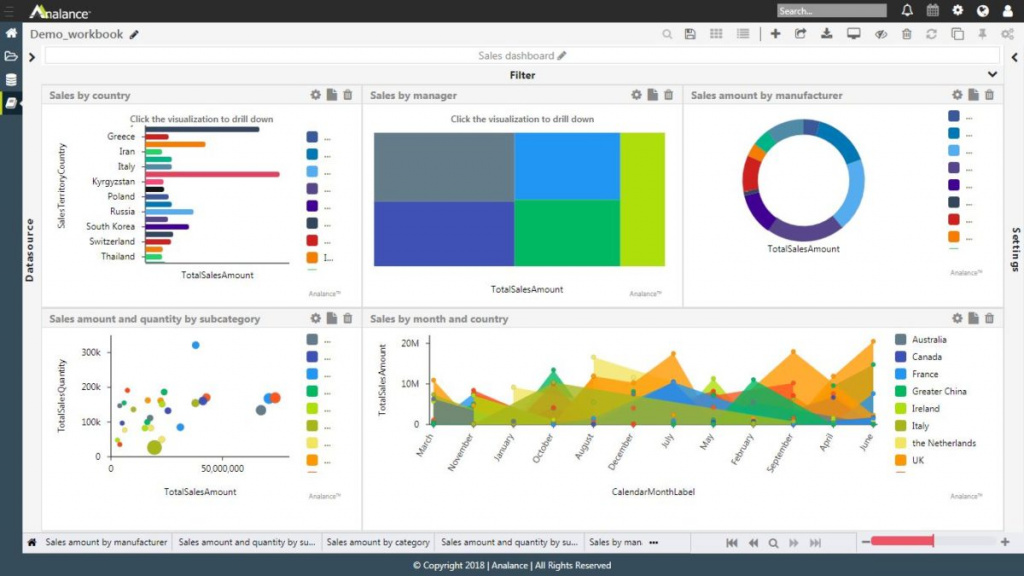 Analance™
Search...
Demo_workbook
Sales dashboard
Filter
Datasource
Settings
Sales by country
Click the visualization to drill down
SalesTerritoryCountry
Greece
Iran
Italy
Kyrgyzstan
Poland
Russia
South Korea
Switzerland
Thailand
TotalSalesAmount
...
...
...
...
...
...
...
...
I...
Analance™
Sales by manager
Click the visualization to drill down
TotalSalesAmount
Analance™
Sales amount by manufacturer
TotalSalesAmount
...
...
...
...
...
...
...
...
Analance™
Sales amount and quantity by subcategory
TotalSalesQuantity
300k
200k
100k
0
0 50,000,000
TotalSalesAmount
...
...
...
...
...
...
...
...
Analance™
Sales by month and country
TotalSalesAmount
20M
10M
0
March
November
January
October
August
December
July
May
February
September
April
June
CalendarMonthLabel
Australia
Canada
France
Greater China
Ireland
Italy
the Netherlands
UK
Analance™
Sales amount by manufacturer
Sales amount and quantity by su...
Sales amount by category
Sales amount and quantity by su...
Sales by man
© Copyright 2018 | Analance | All Rights Reserved